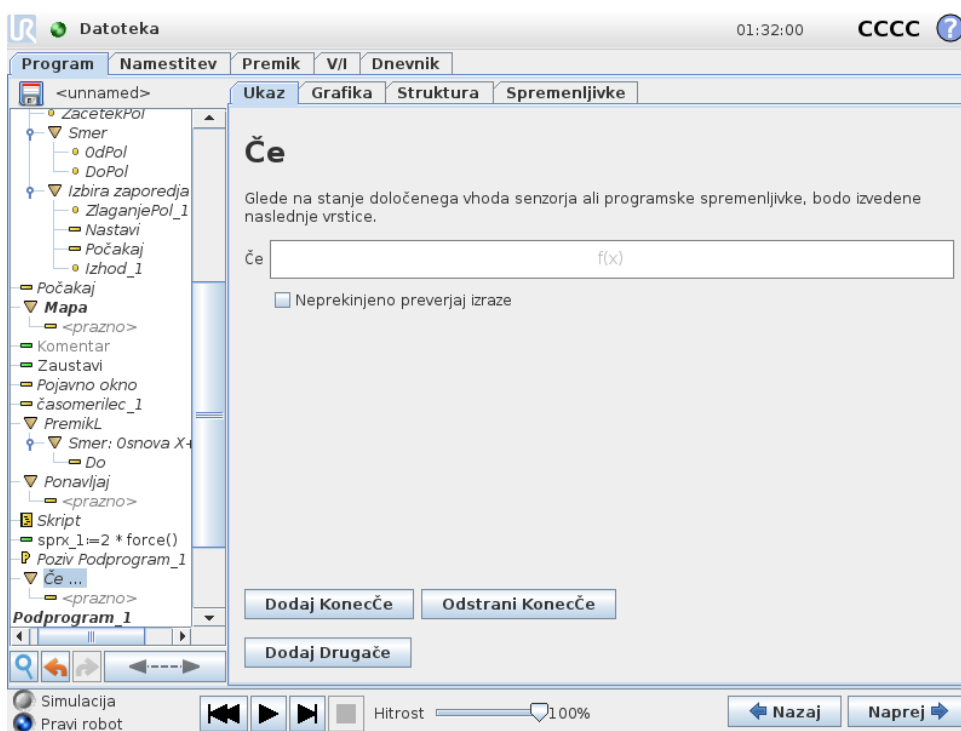 UR Datoteka 01:32:00 CCCC ?
Program Namestitev Premik V/I Dnevnik
<unnamed>
ZačetekPol
Smer
OdPol
DoPol
Izbira zaporedja
ZlaganjePol_1
Nastavi
Počakaj
Izhod_1
Počakaj
Mapa
<prazno>
Komentar
Zaustavi
Pojavno okno
časomerilec_1
PremikL
Smer: Osnova X+
Do
Ponavljaj
<prazno>
Skript
sprx_1:=2 * force()
P Poziv Podprogram_1
Če ...
<prazno>
Podprogram_1
Ukaz Grafika Struktura Spremenljivke
Če
Glede na stanje določenega vhoda senzorja ali programske spremenljivke, bodo izvedene
naslednje vrstice.
Če f(x)
Neprekinjeno preverjaj izraze
Dodaj KonecČe Odstrani KonecČe
Dodaj Drugače
Simulacija
Pravi robot
Hitrost 100%
Nazaj Naprej